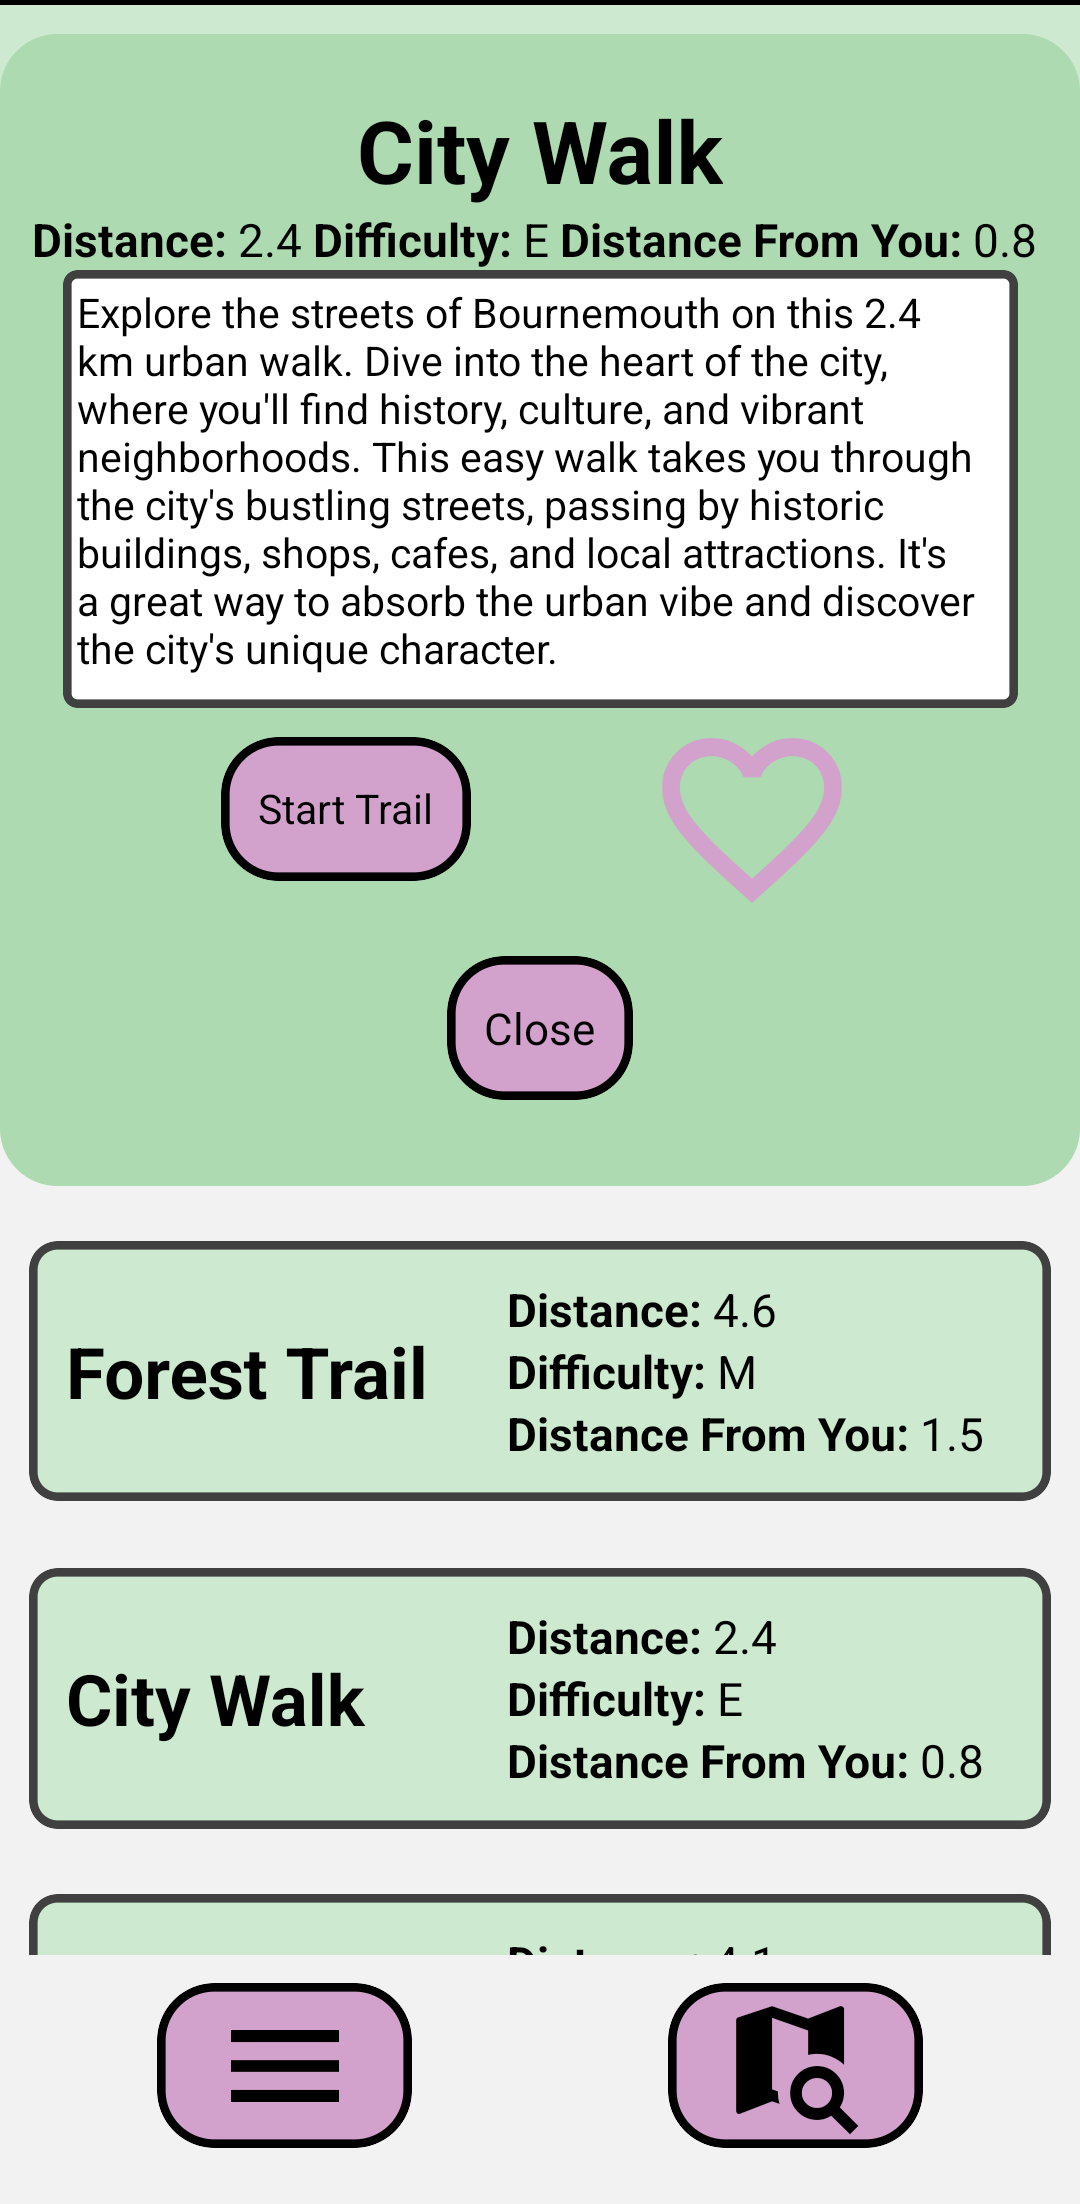 City Walk
Distance: 2.4 Difficulty: E Distance From You: 0.8
Explore the streets of Bournemouth on this 2.4
km urban walk. Dive into the heart of the city,
where you'll find history, culture, and vibrant
neighborhoods. This easy walk takes you through
the city's bustling streets, passing by historic
buildings, shops, cafes, and local attractions. It's
a great way to absorb the urban vibe and discover
the city's unique character.
Start Trail
Close
Forest Trail
Distance: 4.6
Difficulty: M
Distance From You: 1.5
City Walk
Distance: 2.4
Difficulty: E
Distance From You: 0.8